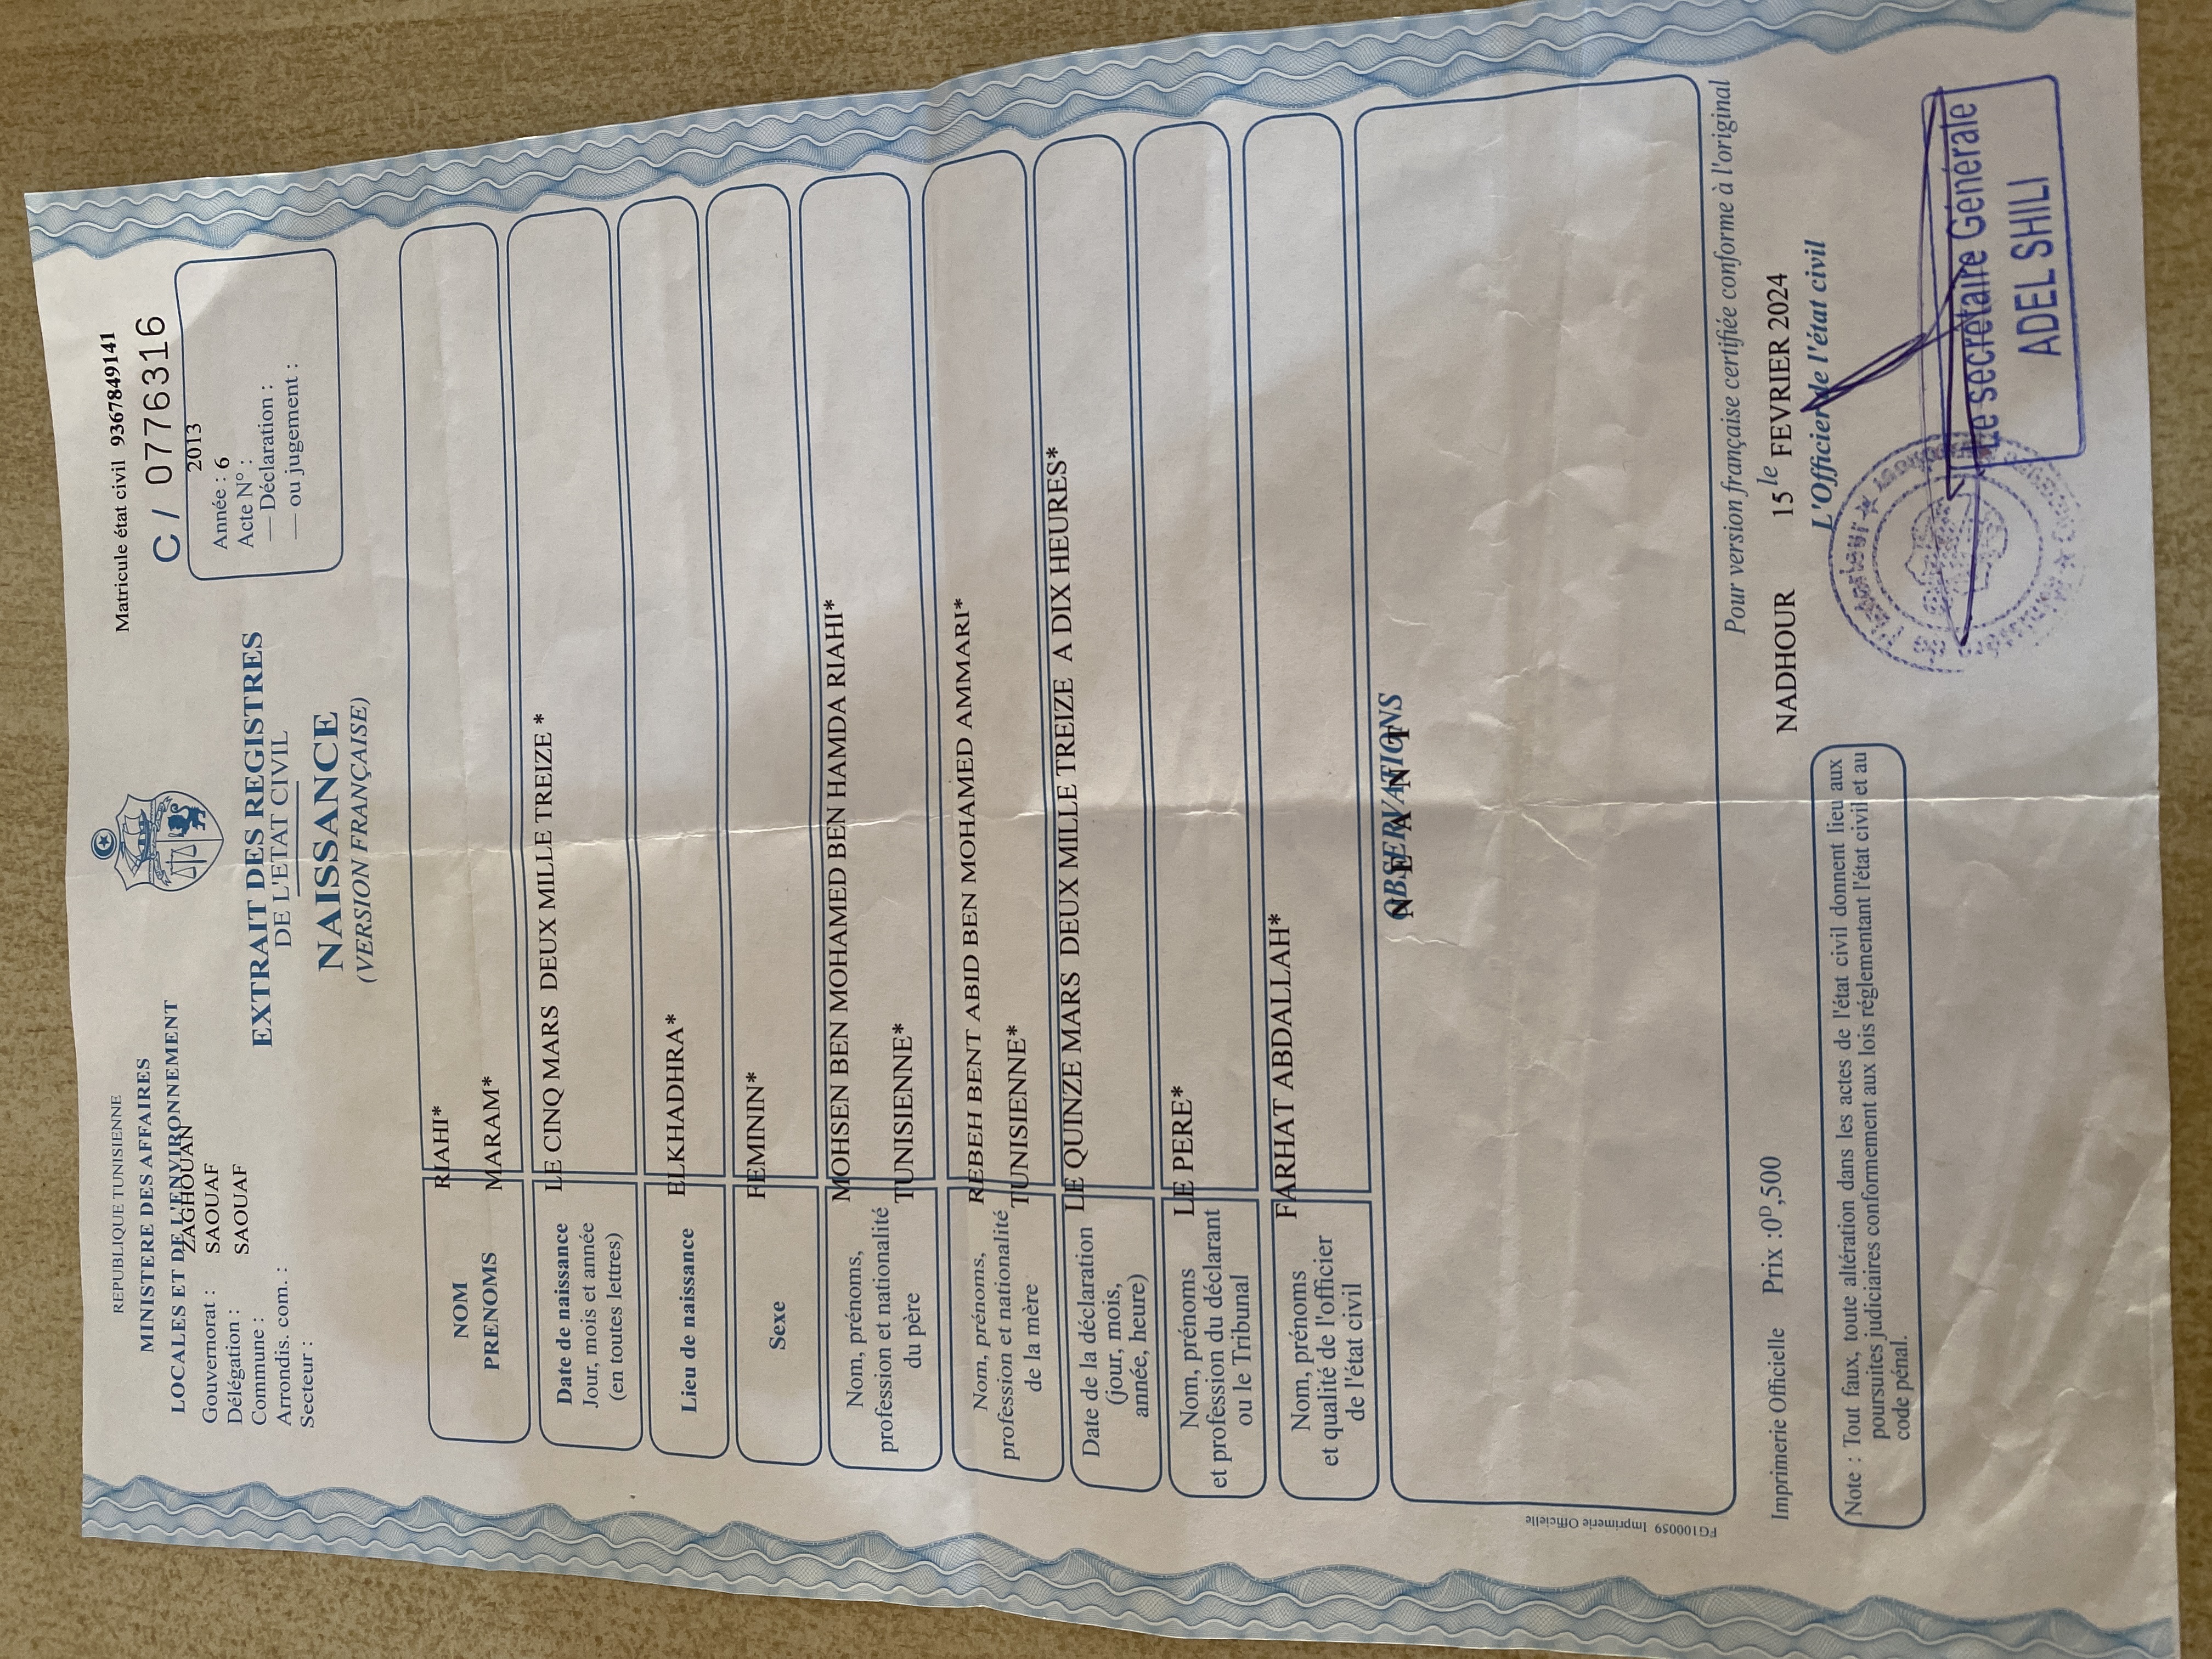 REPUBLIQUE TUNISIENNE
MINISTERE DES AFFAIRES
LOCALES ET DE L'ENVIRONNEMENT
ZAGHOUAN
Gouvernorat :
Délégation : SAOUAF
Commune : SAOUAF
Arrondis. com. :
Secteur :
Matricule état civil 9367849141
C / 0776316
2013
Année : 6
Acte N° :
— Déclaration :
— ou jugement :
EXTRAIT DES REGISTRES
DE L'ETAT CIVIL
NAISSANCE
(VERSION FRANÇAISE)
NOM RIAHI*
PRENOMS MARAM*
Date de naissance LE CINQ MARS DEUX MILLE TREIZE *
Jour, mois et année
(en toutes lettres)
Lieu de naissance ELKHADHRA*
Sexe FEMININ*
Nom, prénoms, MOHSEN BEN MOHAMED BEN HAMDA RIAHI*
profession et nationalité
du père TUNISIENNE*
Nom, prénoms, REBEH BENT ABID BEN MOHAMED AMMARI*
profession et nationalité
de la mère TUNISIENNE*
Date de la déclaration LE QUINZE MARS DEUX MILLE TREIZE A DIX HEURES*
(jour, mois,
année, heure)
Nom, prénoms LE PERE*
et profession du déclarant
ou le Tribunal
Nom, prénoms FARHAT ABDALLAH*
et qualité de l'officier
de l'état civil
OBSERVATIONS
N E A N T
FG100059 Imprimerie Officielle
Pour version française certifiée conforme à l'original
Imprimerie Officielle Prix :0D,500
NADHOUR 15 le FEVRIER 2024
L'Officier de l'état civil
Note : Tout faux, toute altération dans les actes de l'état civil donnent lieu aux
poursuites judiciaires conformement aux lois réglementant l'état civil et au
code pénal.
Le secrétaire Générale
ADEL SHILI